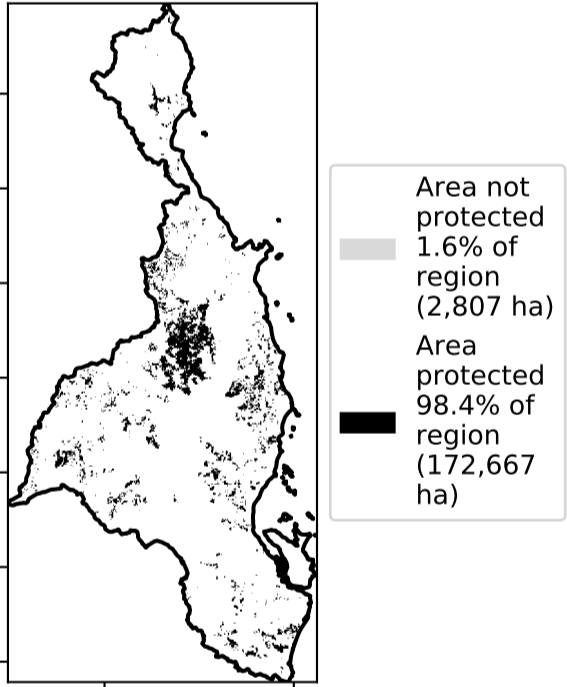 Area not
protected
1.6% of
region
(2,807 ha)
Area
protected
98.4% of
region
(172,667
ha)